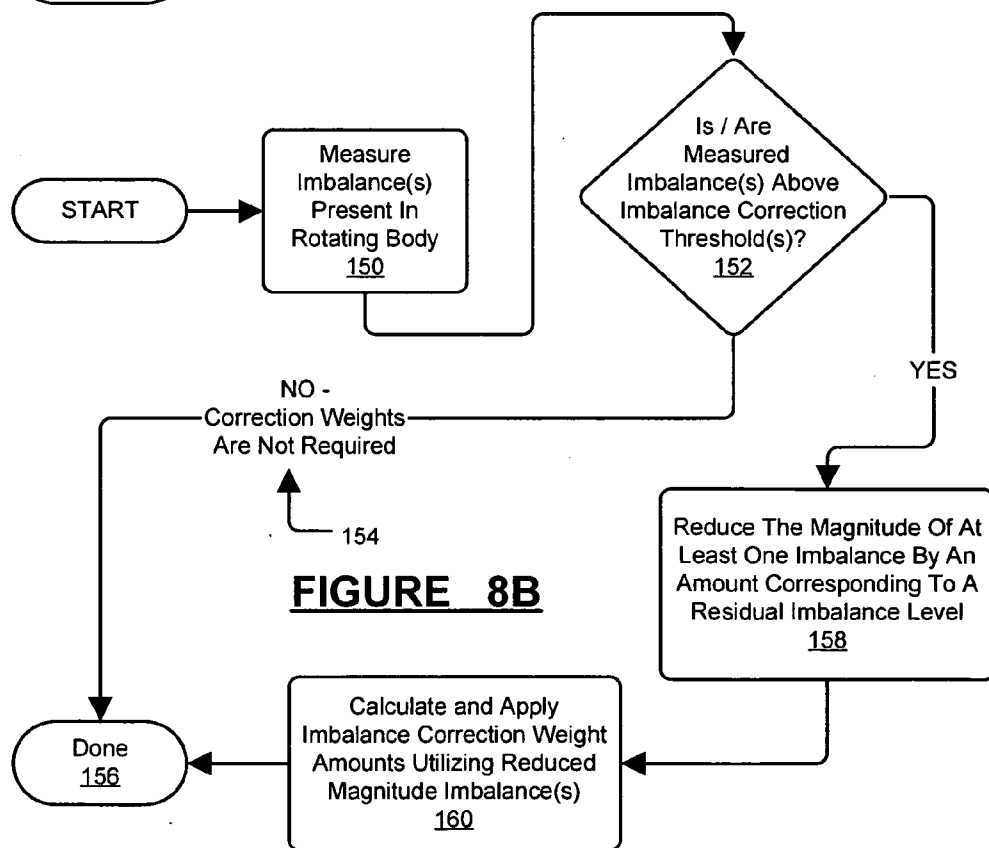 START
Measure
Imbalance(s)
Present In
Rotating Body
150
Is / Are
Measured
Imbalance(s) Above
Imbalance Correction
Threshold(s)?
152
YES
NO -
Correction Weights
Are Not Required
154
FIGURE 8B
Reduce The Magnitude Of At
Least One Imbalance By An
Amount Corresponding To A
Residual Imbalance Level
158
Calculate and Apply
Imbalance Correction Weight
Amounts Utilizing Reduced
Magnitude Imbalance(s)
160
Done
156